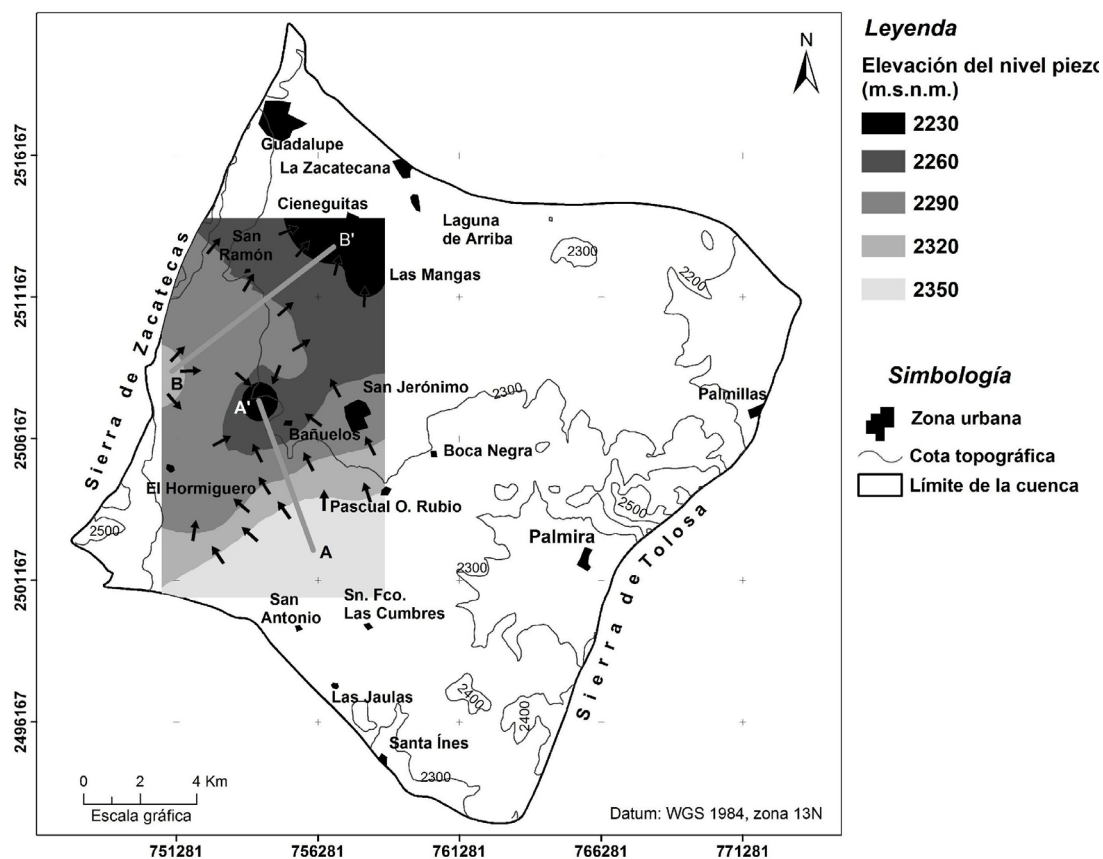 N
Guadalupe
La Zacatecana
Cieneguitas
Laguna
de Arriba
San
Ramón
B'
Las Mangas
2300
2200
Sierra de Zacatecas
B
A'
San Jerónimo
2300
Palmillas
Bañuelos
Boca Negra
El Hormiguero
Pascual O. Rubio
2500
2500
A
Palmira
2300
Sierra de Tolosa
San
Antonio
Sn. Fco.
Las Cumbres
Las Jaulas
2400
2400
Santa Ínes
2300
0 2 4 Km
Escala gráfica
Datum: WGS 1984, zona 13N
2516167
2511167
2506167
2501167
2496167
751281
756281
761281
766281
771281
Leyenda
Elevación del nivel piezo
(m.s.n.m.)
2230
2260
2290
2320
2350
Simbología
Zona urbana
Cota topográfica
Límite de la cuenca